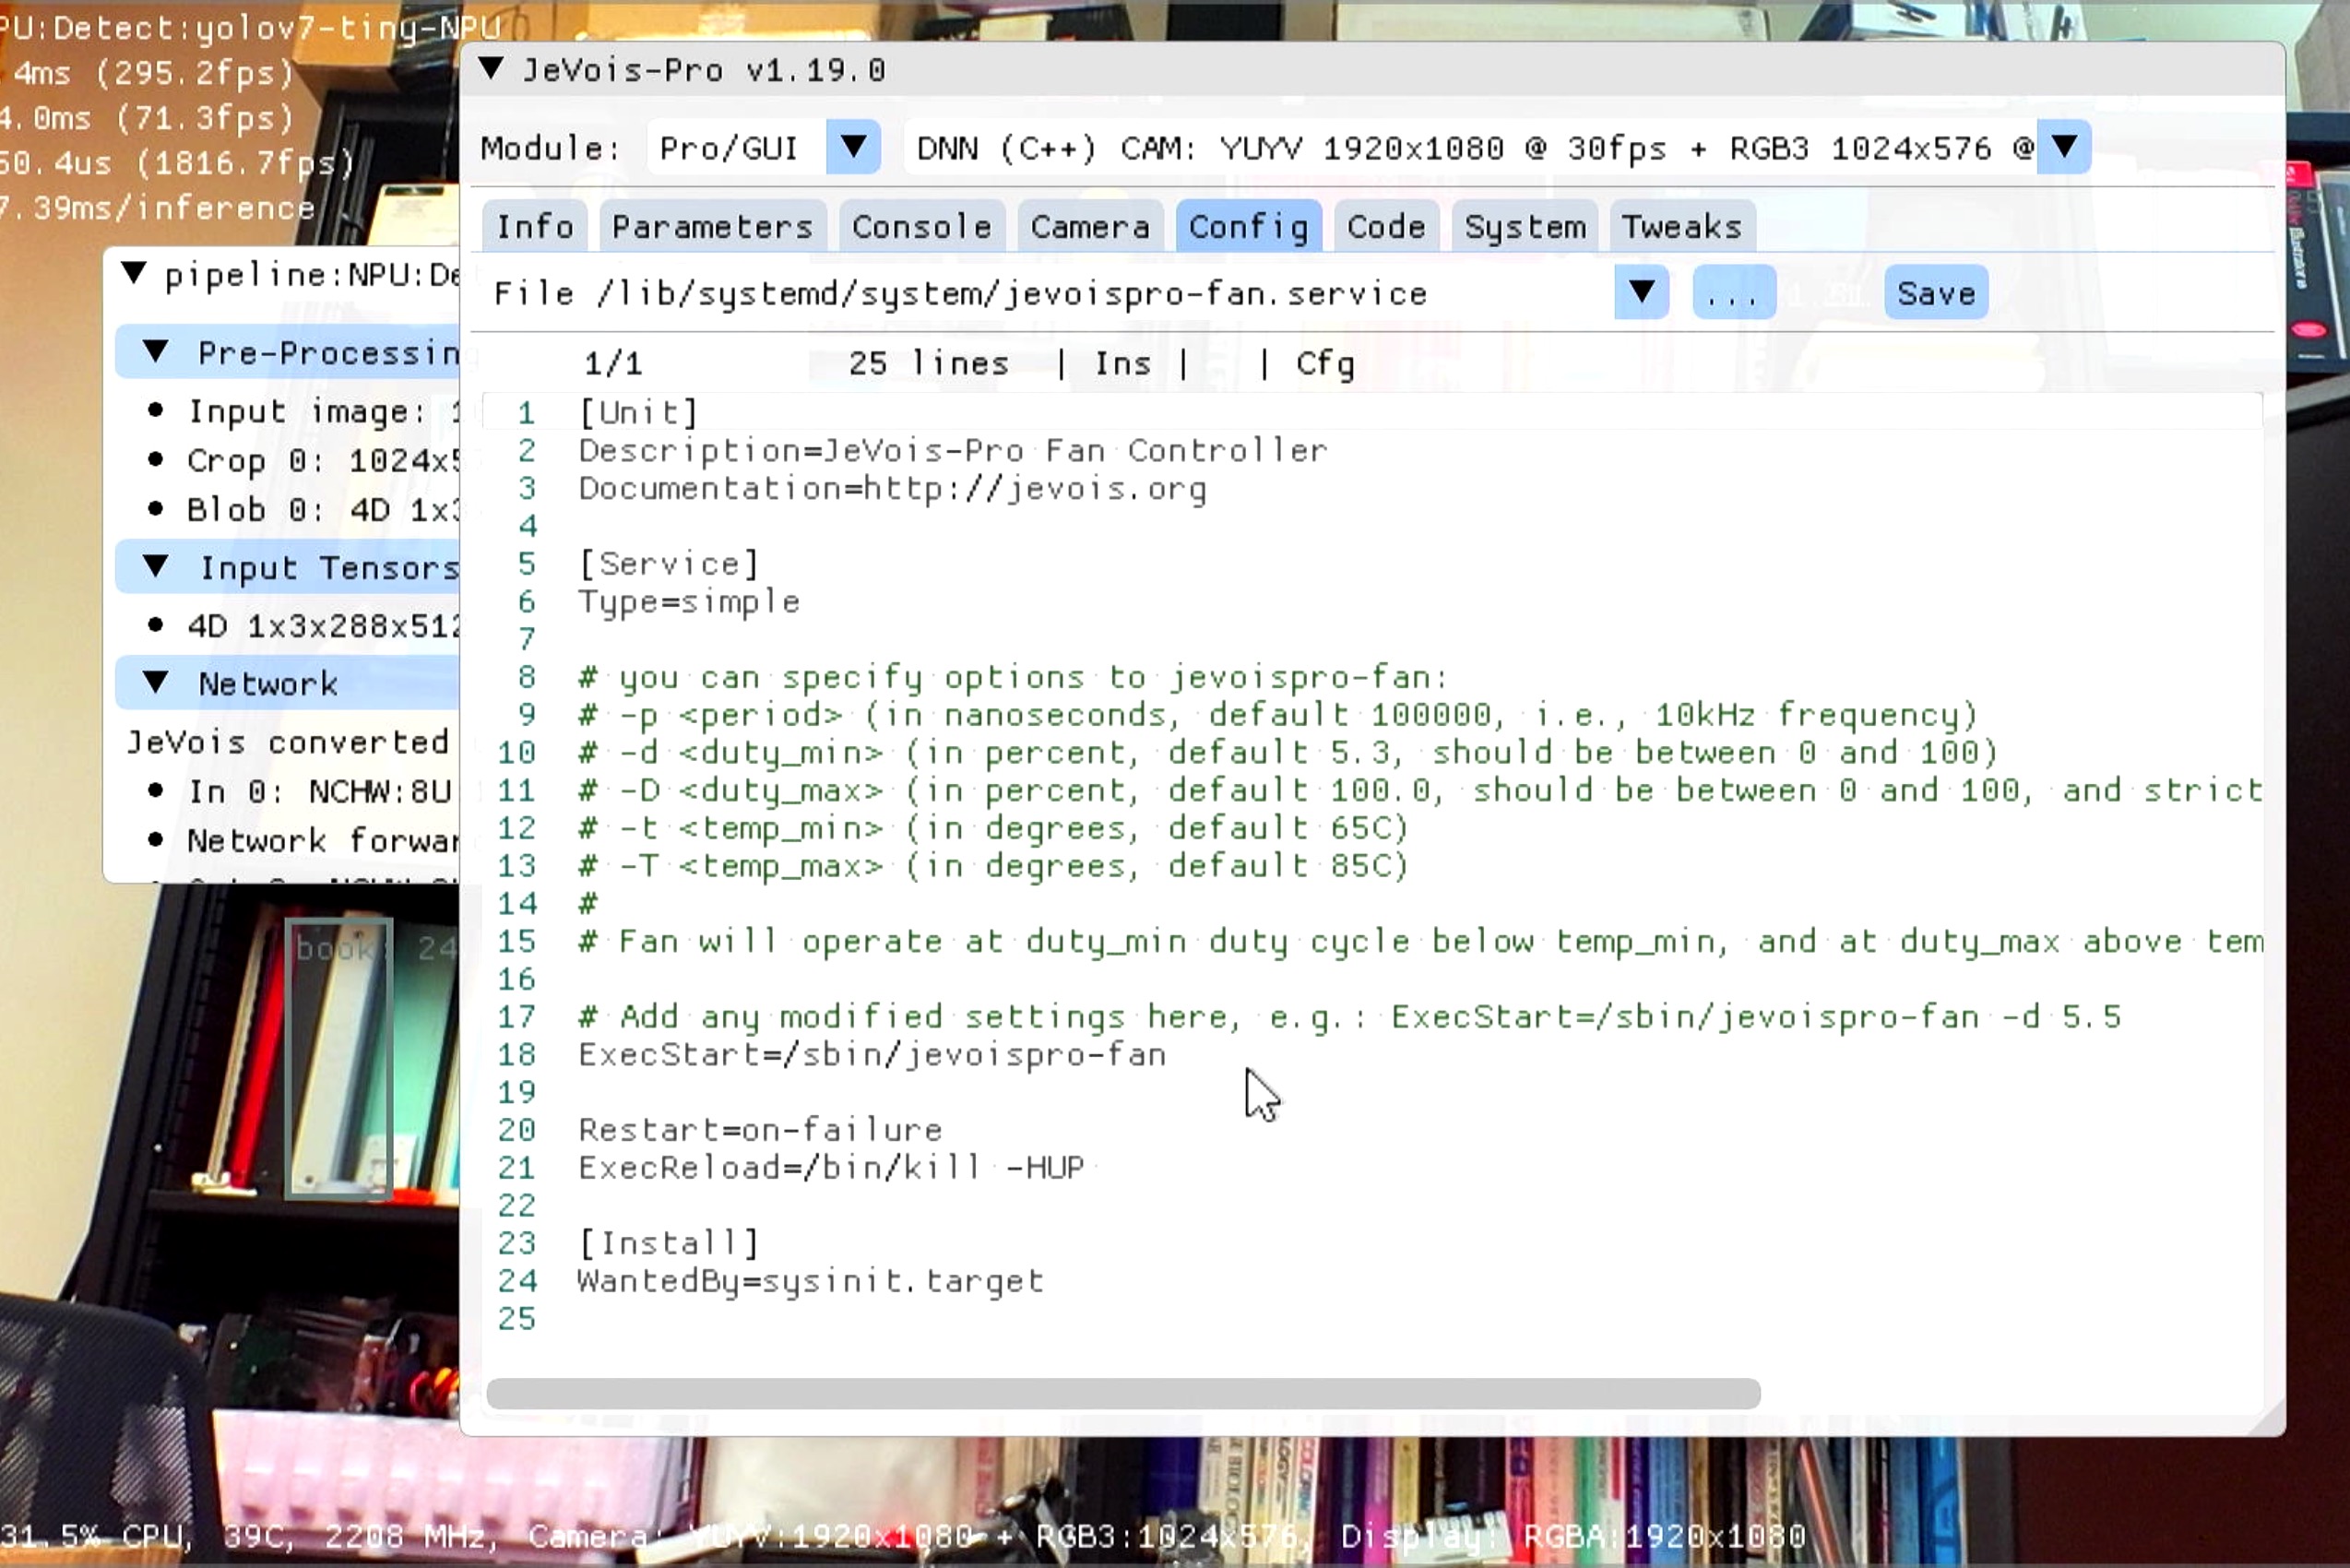 PU:Detect:yolov7-tiny-NPU
4ms (295.2fps)
4.0ms (71.3fps)
50.4us (1816.7fps)
7.39ms/inference
▼ JeVois-Pro v1.19.0
Module: Pro/GUI ▼ DNN (C++) CAM: YUYV 1920x1080 @ 30fps + RGB3 1024x576 @ ▼
Info Parameters Console Camera Config Code System Tweaks
File /lib/systemd/system/jevoispro-fan.service ▼ ... Save
1/1 25 lines | Ins | | Cfg
1 [Unit]
2 Description=JeVois-Pro Fan Controller
3 Documentation=http://jevois.org
4
5 [Service]
6 Type=simple
7
8 # you can specify options to jevoispro-fan:
9 # -p <period> (in nanoseconds, default 100000, i.e., 10kHz frequency)
10 # -d <duty_min> (in percent, default 5.3, should be between 0 and 100)
11 # -D <duty_max> (in percent, default 100.0, should be between 0 and 100, and strict
12 # -t <temp_min> (in degrees, default 65C)
13 # -T <temp_max> (in degrees, default 85C)
14 #
15 # Fan will operate at duty_min duty cycle below temp_min, and at duty_max above tem
16
17 # Add any modified settings here, e.g.: ExecStart=/sbin/jevoispro-fan -d 5.5
18 ExecStart=/sbin/jevoispro-fan
19
20 Restart=on-failure
21 ExecReload=/bin/kill -HUP
22
23 [Install]
24 WantedBy=sysinit.target
25
▼ pipeline:NPU:De
▼ Pre-Processing
• Input image: 1
• Crop 0: 1024x5
• Blob 0: 4D 1x3
▼ Input Tensors
• 4D 1x3x288x512
▼ Network
JeVois converted
• In 0: NCHW:8U
• Network forwar
book: 24
31.5% CPU, 39C, 2208 MHz, Camera: YUYV:1920x1080 + RGB3:1024x576, Display: RGBA:1920x1080